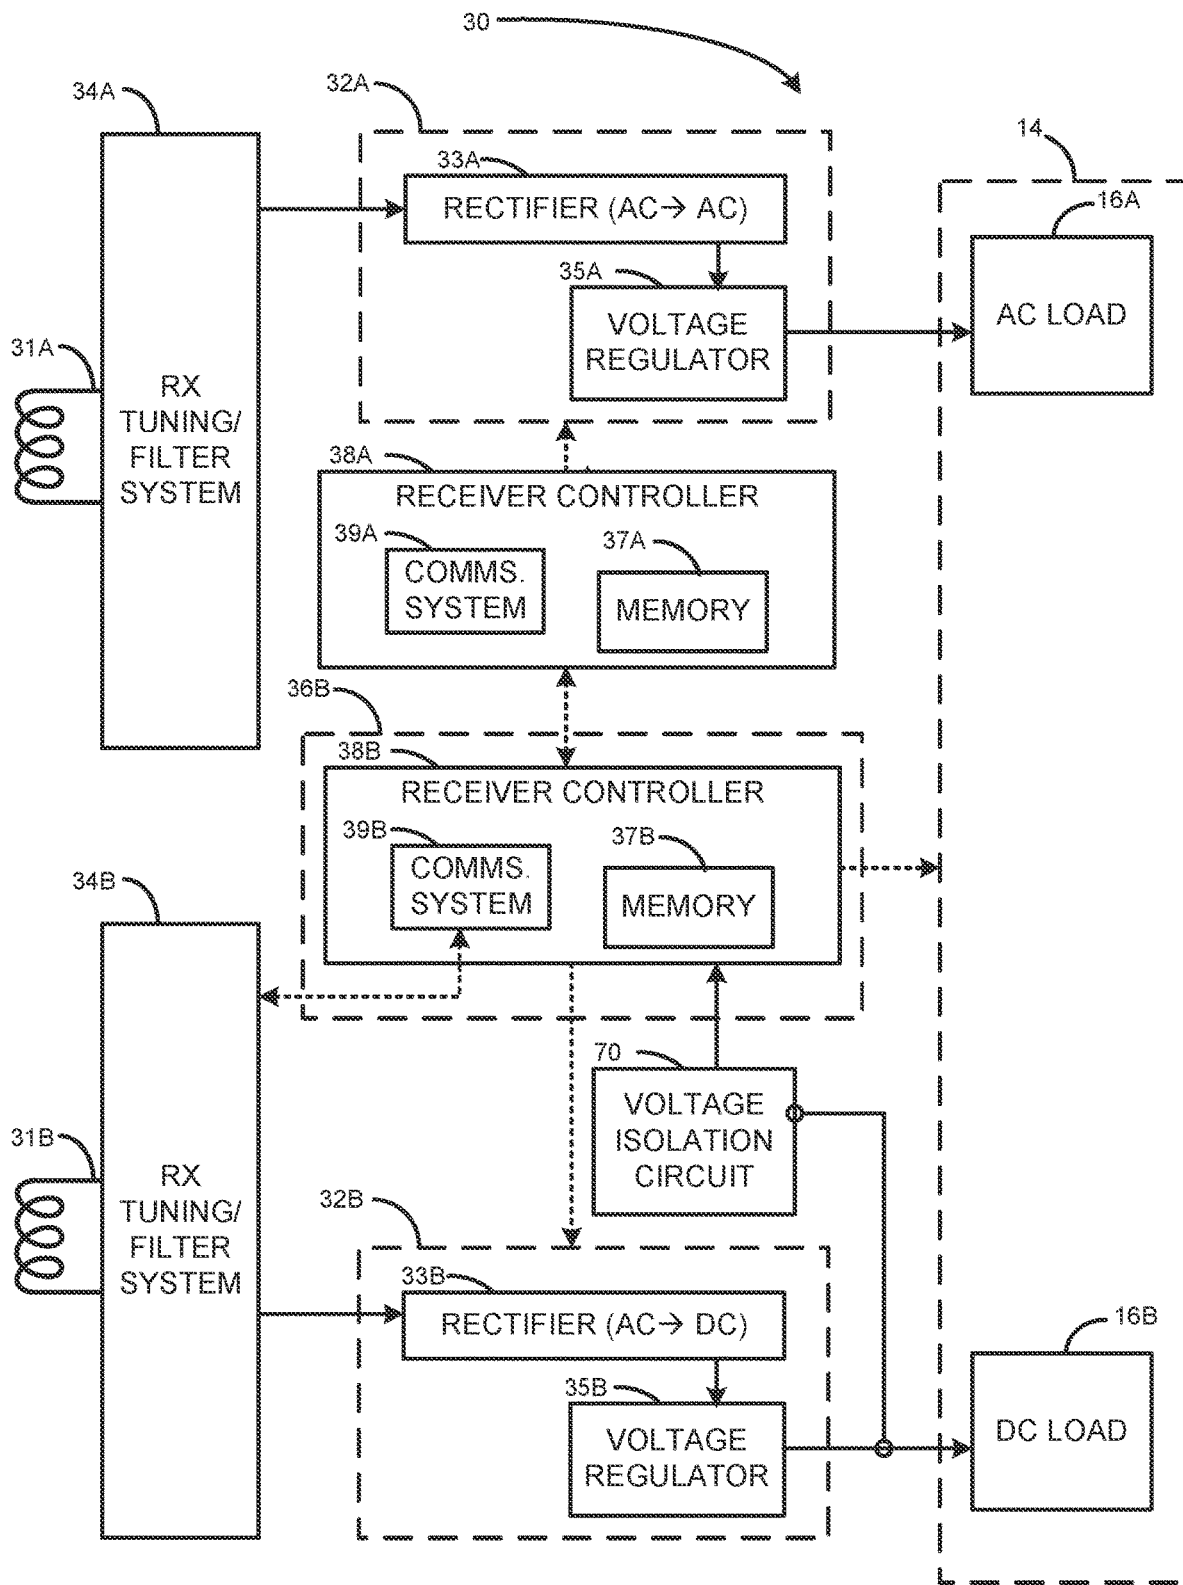 30
34A
32A
33A
RECTIFIER (AC→ AC)
14
16A
AC LOAD
35A
VOLTAGE
REGULATOR
31A
RX
TUNING/
FILTER
SYSTEM
38A
RECEIVER CONTROLLER
39A
COMMS.
SYSTEM
37A
MEMORY
36B
38B
RECEIVER CONTROLLER
39B
COMMS.
SYSTEM
37B
MEMORY
34B
70
VOLTAGE
ISOLATION
CIRCUIT
31B
RX
TUNING/
FILTER
SYSTEM
32B
33B
RECTIFIER (AC→ DC)
35B
VOLTAGE
REGULATOR
16B
DC LOAD